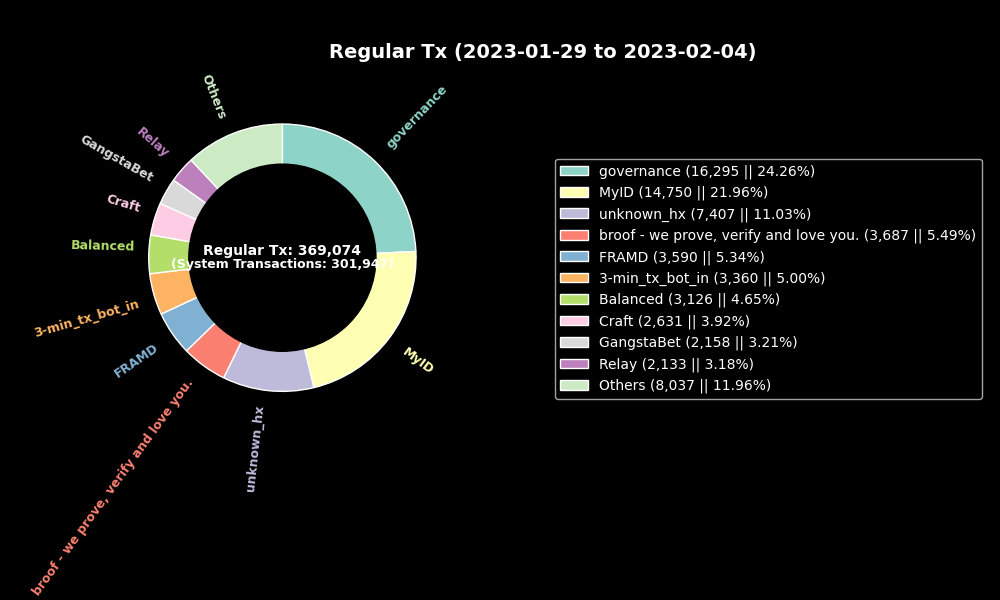 Regular Tx (2023-01-29 to 2023-02-04)
governance
MyID
unknown_hx
broof - we prove, verify and love you.
FRAMD
3-min_tx_bot_in
Balanced
Craft
GangstaBet
Relay
Others
Regular Tx: 369,074
(System Transactions: 301,947)
governance (16,295 || 24.26%)
MyID (14,750 || 21.96%)
unknown_hx (7,407 || 11.03%)
broof - we prove, verify and love you. (3,687 || 5.49%)
FRAMD (3,590 || 5.34%)
3-min_tx_bot_in (3,360 || 5.00%)
Balanced (3,126 || 4.65%)
Craft (2,631 || 3.92%)
GangstaBet (2,158 || 3.21%)
Relay (2,133 || 3.18%)
Others (8,037 || 11.96%)